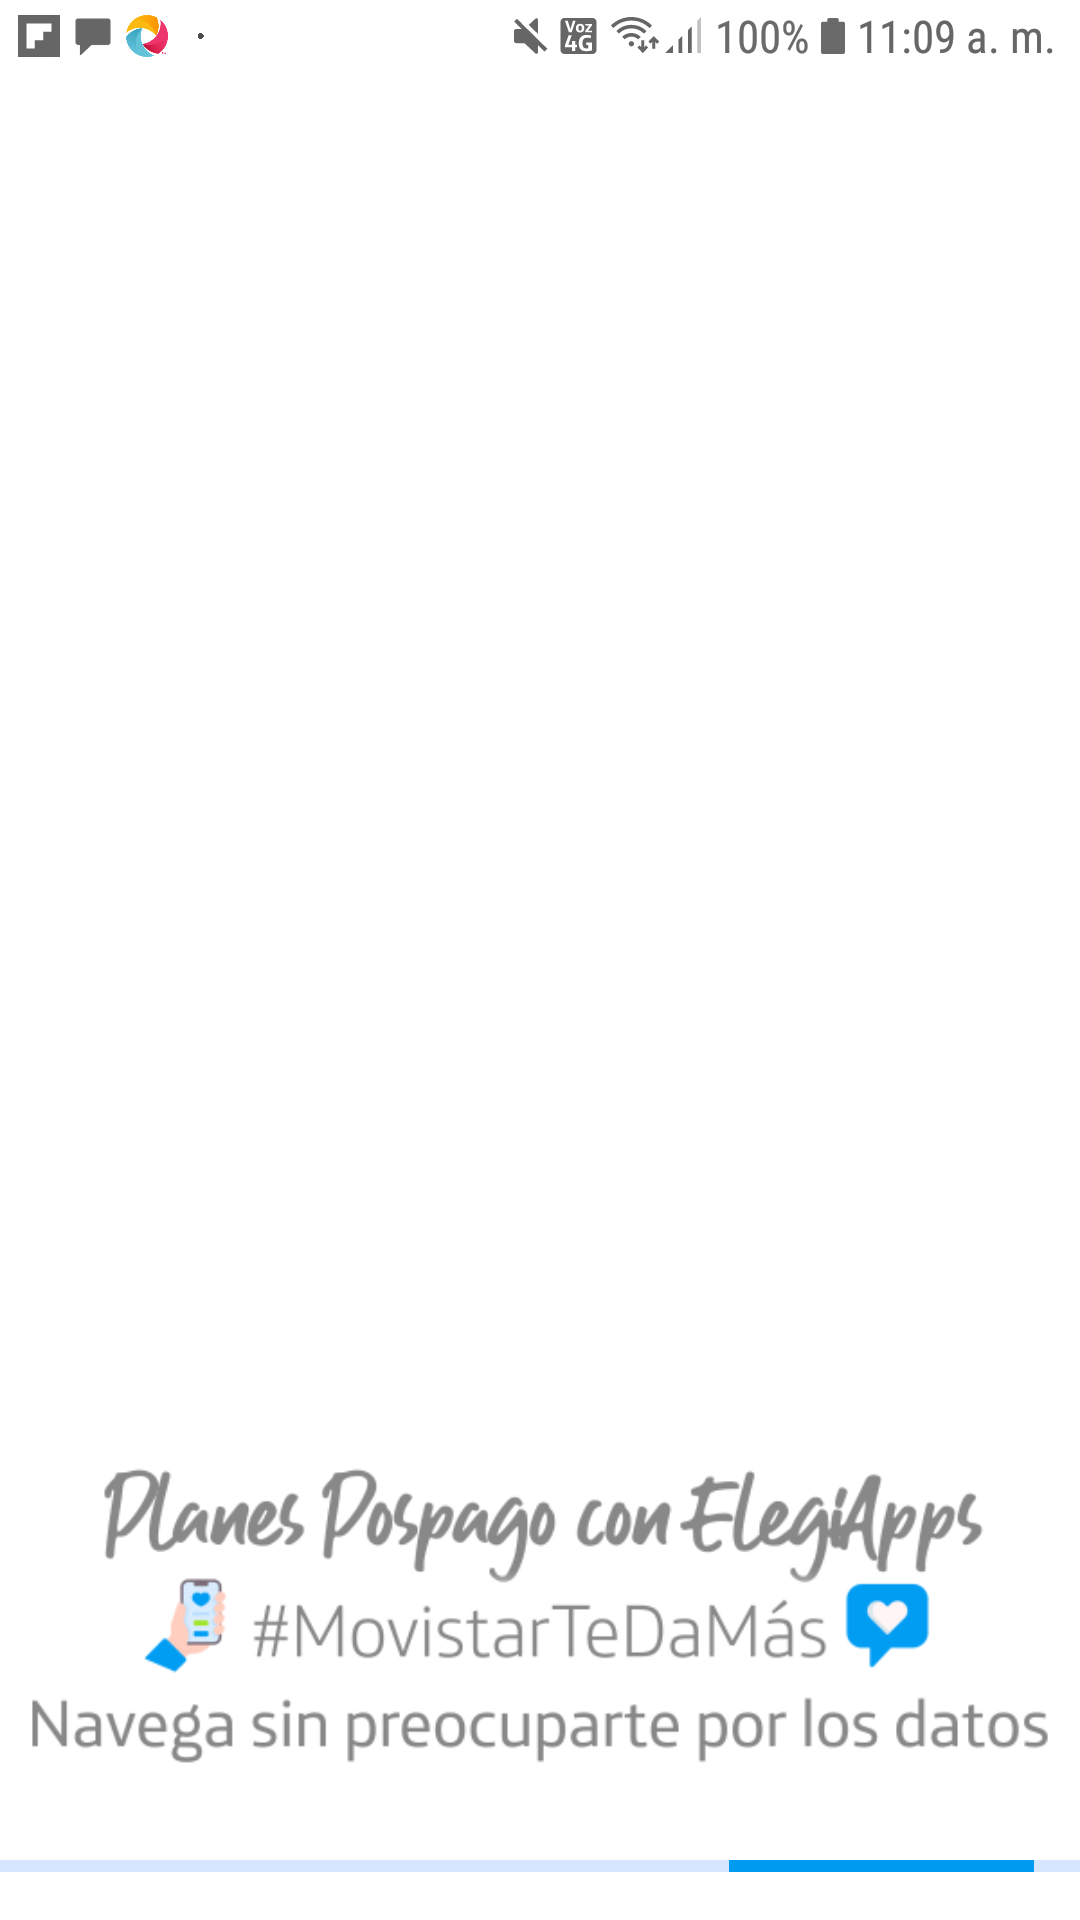 Voz 4G 100% 11:09 a. m.
Planes Pospago con ElegiApps
#MovistarTeDaMás
Navega sin preocuparte por los datos